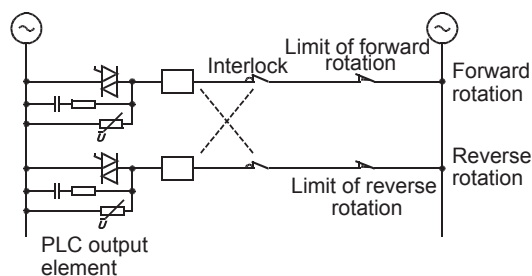 Interlock
Limit of forward
rotation
Forward
rotation
Limit of reverse
rotation
Reverse
rotation
PLC output
element
U
U